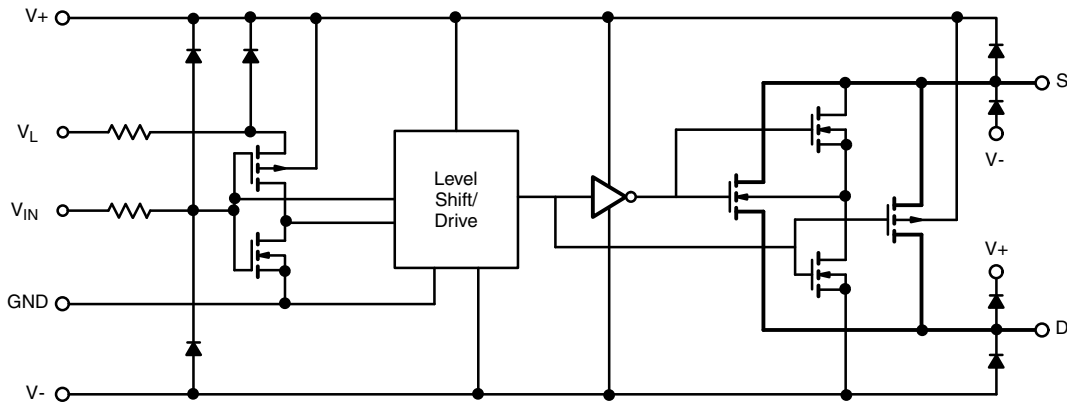 V+
S
VL
V-
Level
Shift/
Drive
VIN
V+
GND
D
V-